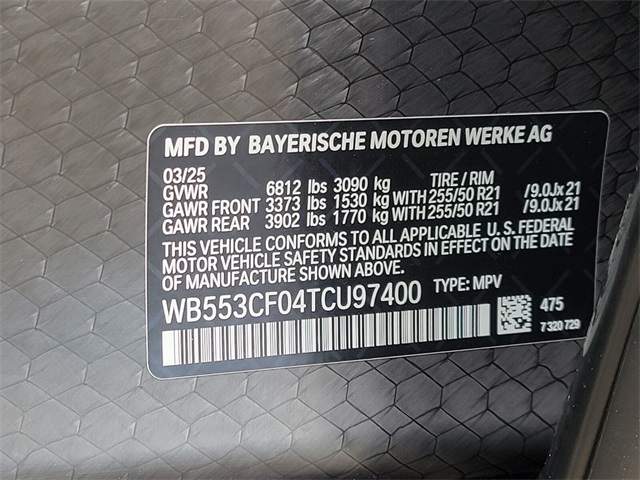 MFD BY BAYERISCHE MOTOREN WERKE AG
03/25
GVWR 6812 lbs 3090 kg TIRE / RIM
GAWR FRONT 3373 lbs 1530 kg WITH 255/50 R21 /9.0Jx21
GAWR REAR 3902 lbs 1770 kg WITH 255/50 R21 /9.0Jx21
THIS VEHICLE CONFORMS TO ALL APPLICABLE U.S. FEDERAL
MOTOR VEHICLE SAFETY STANDARDS IN EFFECT ON THE DATE
OF MANUFACTURE SHOWN ABOVE.
WB553CF04TCU97400 TYPE: MPV
475
7 320 729